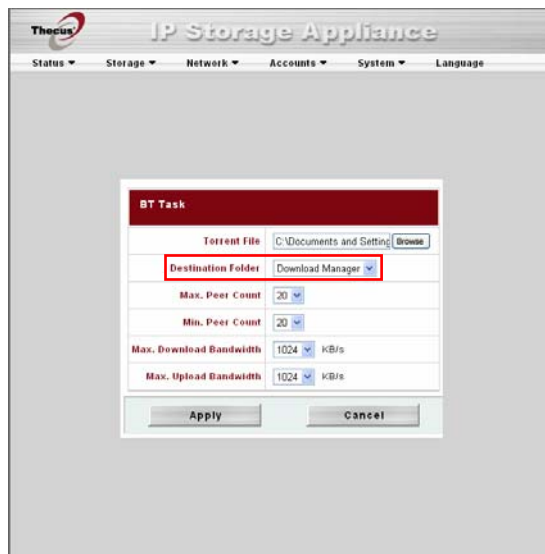 Thecus
IP Storage Appliance
Status Storage Network Accounts System Language
BT Task
Torrent File C:\Documents and Setting Browse
Destination Folder Download Manager
Max. Peer Count 20
Min. Peer Count 20
Max. Download Bandwidth 1024 KB/s
Max. Upload Bandwidth 1024 KB/s
Apply Cancel